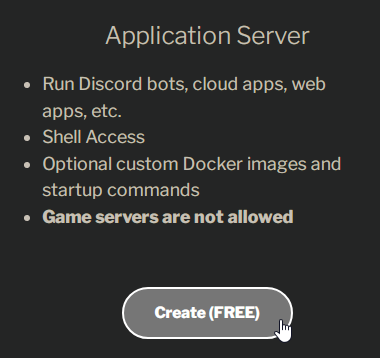 Application Server
• Run Discord bots, cloud apps, web
apps, etc.
• Shell Access
• Optional custom Docker images and
startup commands
• Game servers are not allowed
Create (FREE)